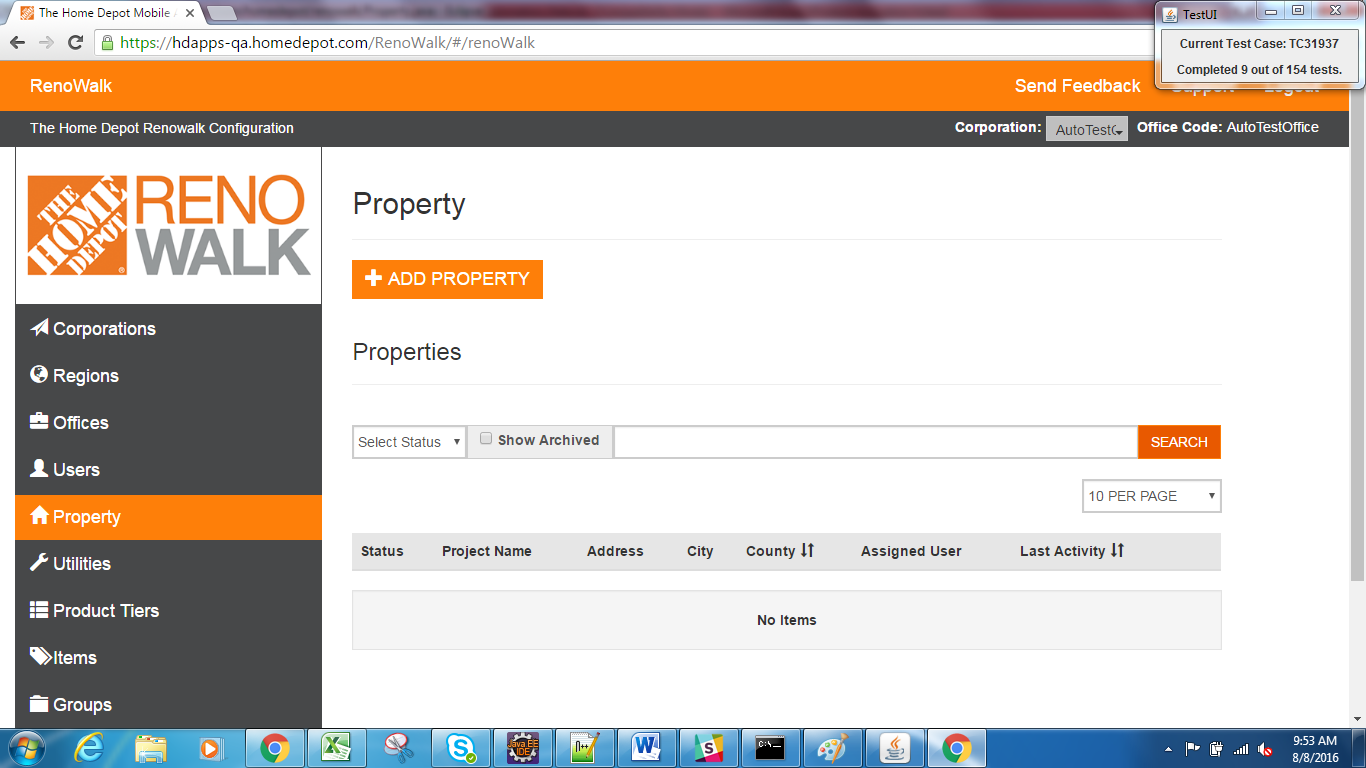 The Home Depot Mobile
TestUI
https://hdapps-qa.homedepot.com/RenoWalk/#/renoWalk
Current Test Case: TC31937
Completed 9 out of 154 tests.
RenoWalk
Send Feedback
Support
Logout
The Home Depot Renowalk Configuration
Corporation: AutoTestC
Office Code: AutoTestOffice
THE HOME DEPOT
RENO
WALK
Property
ADD PROPERTY
Corporations
Properties
Regions
Offices
Select Status
Show Archived
SEARCH
Users
10 PER PAGE
Property
Status Project Name Address City County Assigned User Last Activity
Utilities
Product Tiers
No Items
Items
Groups
Java EE
IDE
n++
C:\
9:53 AM
8/8/2016